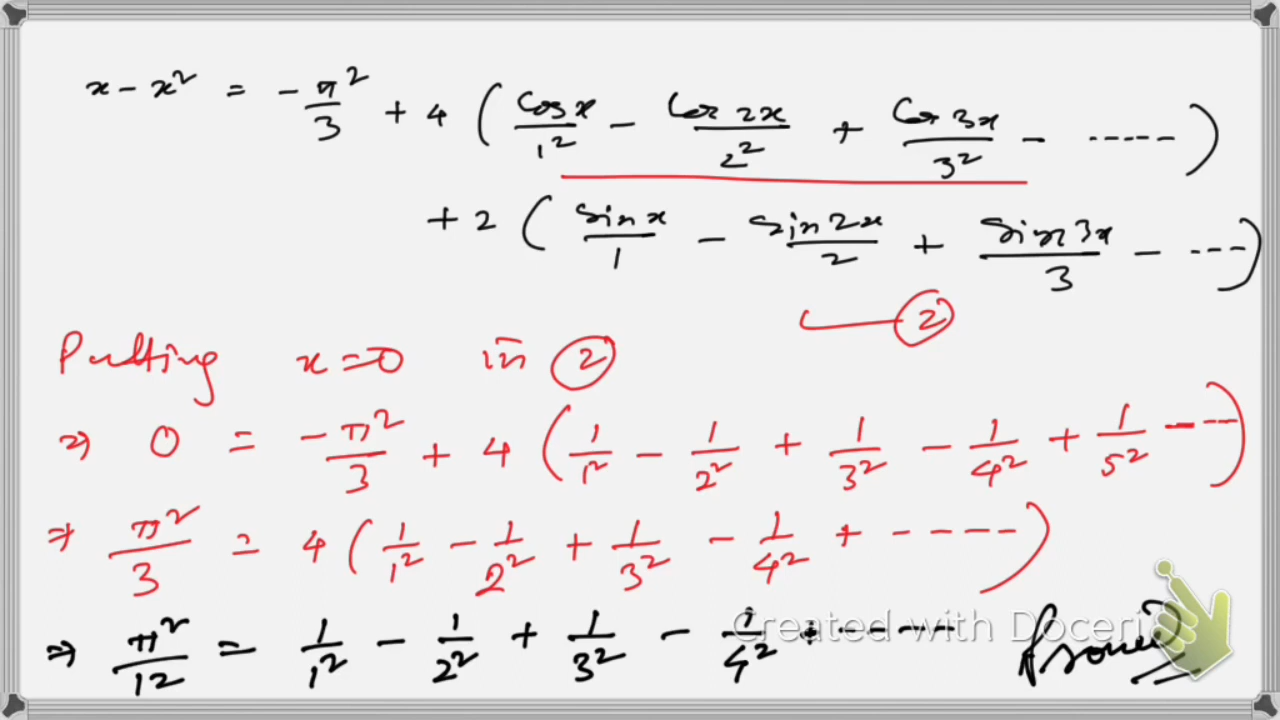 x - x² = -π²/3 + 4 ( Cos x/1² - Cos 2x/2² + Cos 3x/3² - ----- )
+ 2 ( Sin x/1 - Sin 2x/2 + Sin 3x/3 - ---- )
②
Putting x = 0 in ②
⇒ 0 = -π²/3 + 4 ( 1/1² - 1/2² + 1/3² - 1/4² + 1/5² ---- )
⇒ π²/3 = 4 ( 1/1² - 1/2² + 1/3² - 1/4² + ----- )
⇒ π²/12 = 1/1² - 1/2² + 1/3² - 1/4² + ----- Proved
Created with Doceri